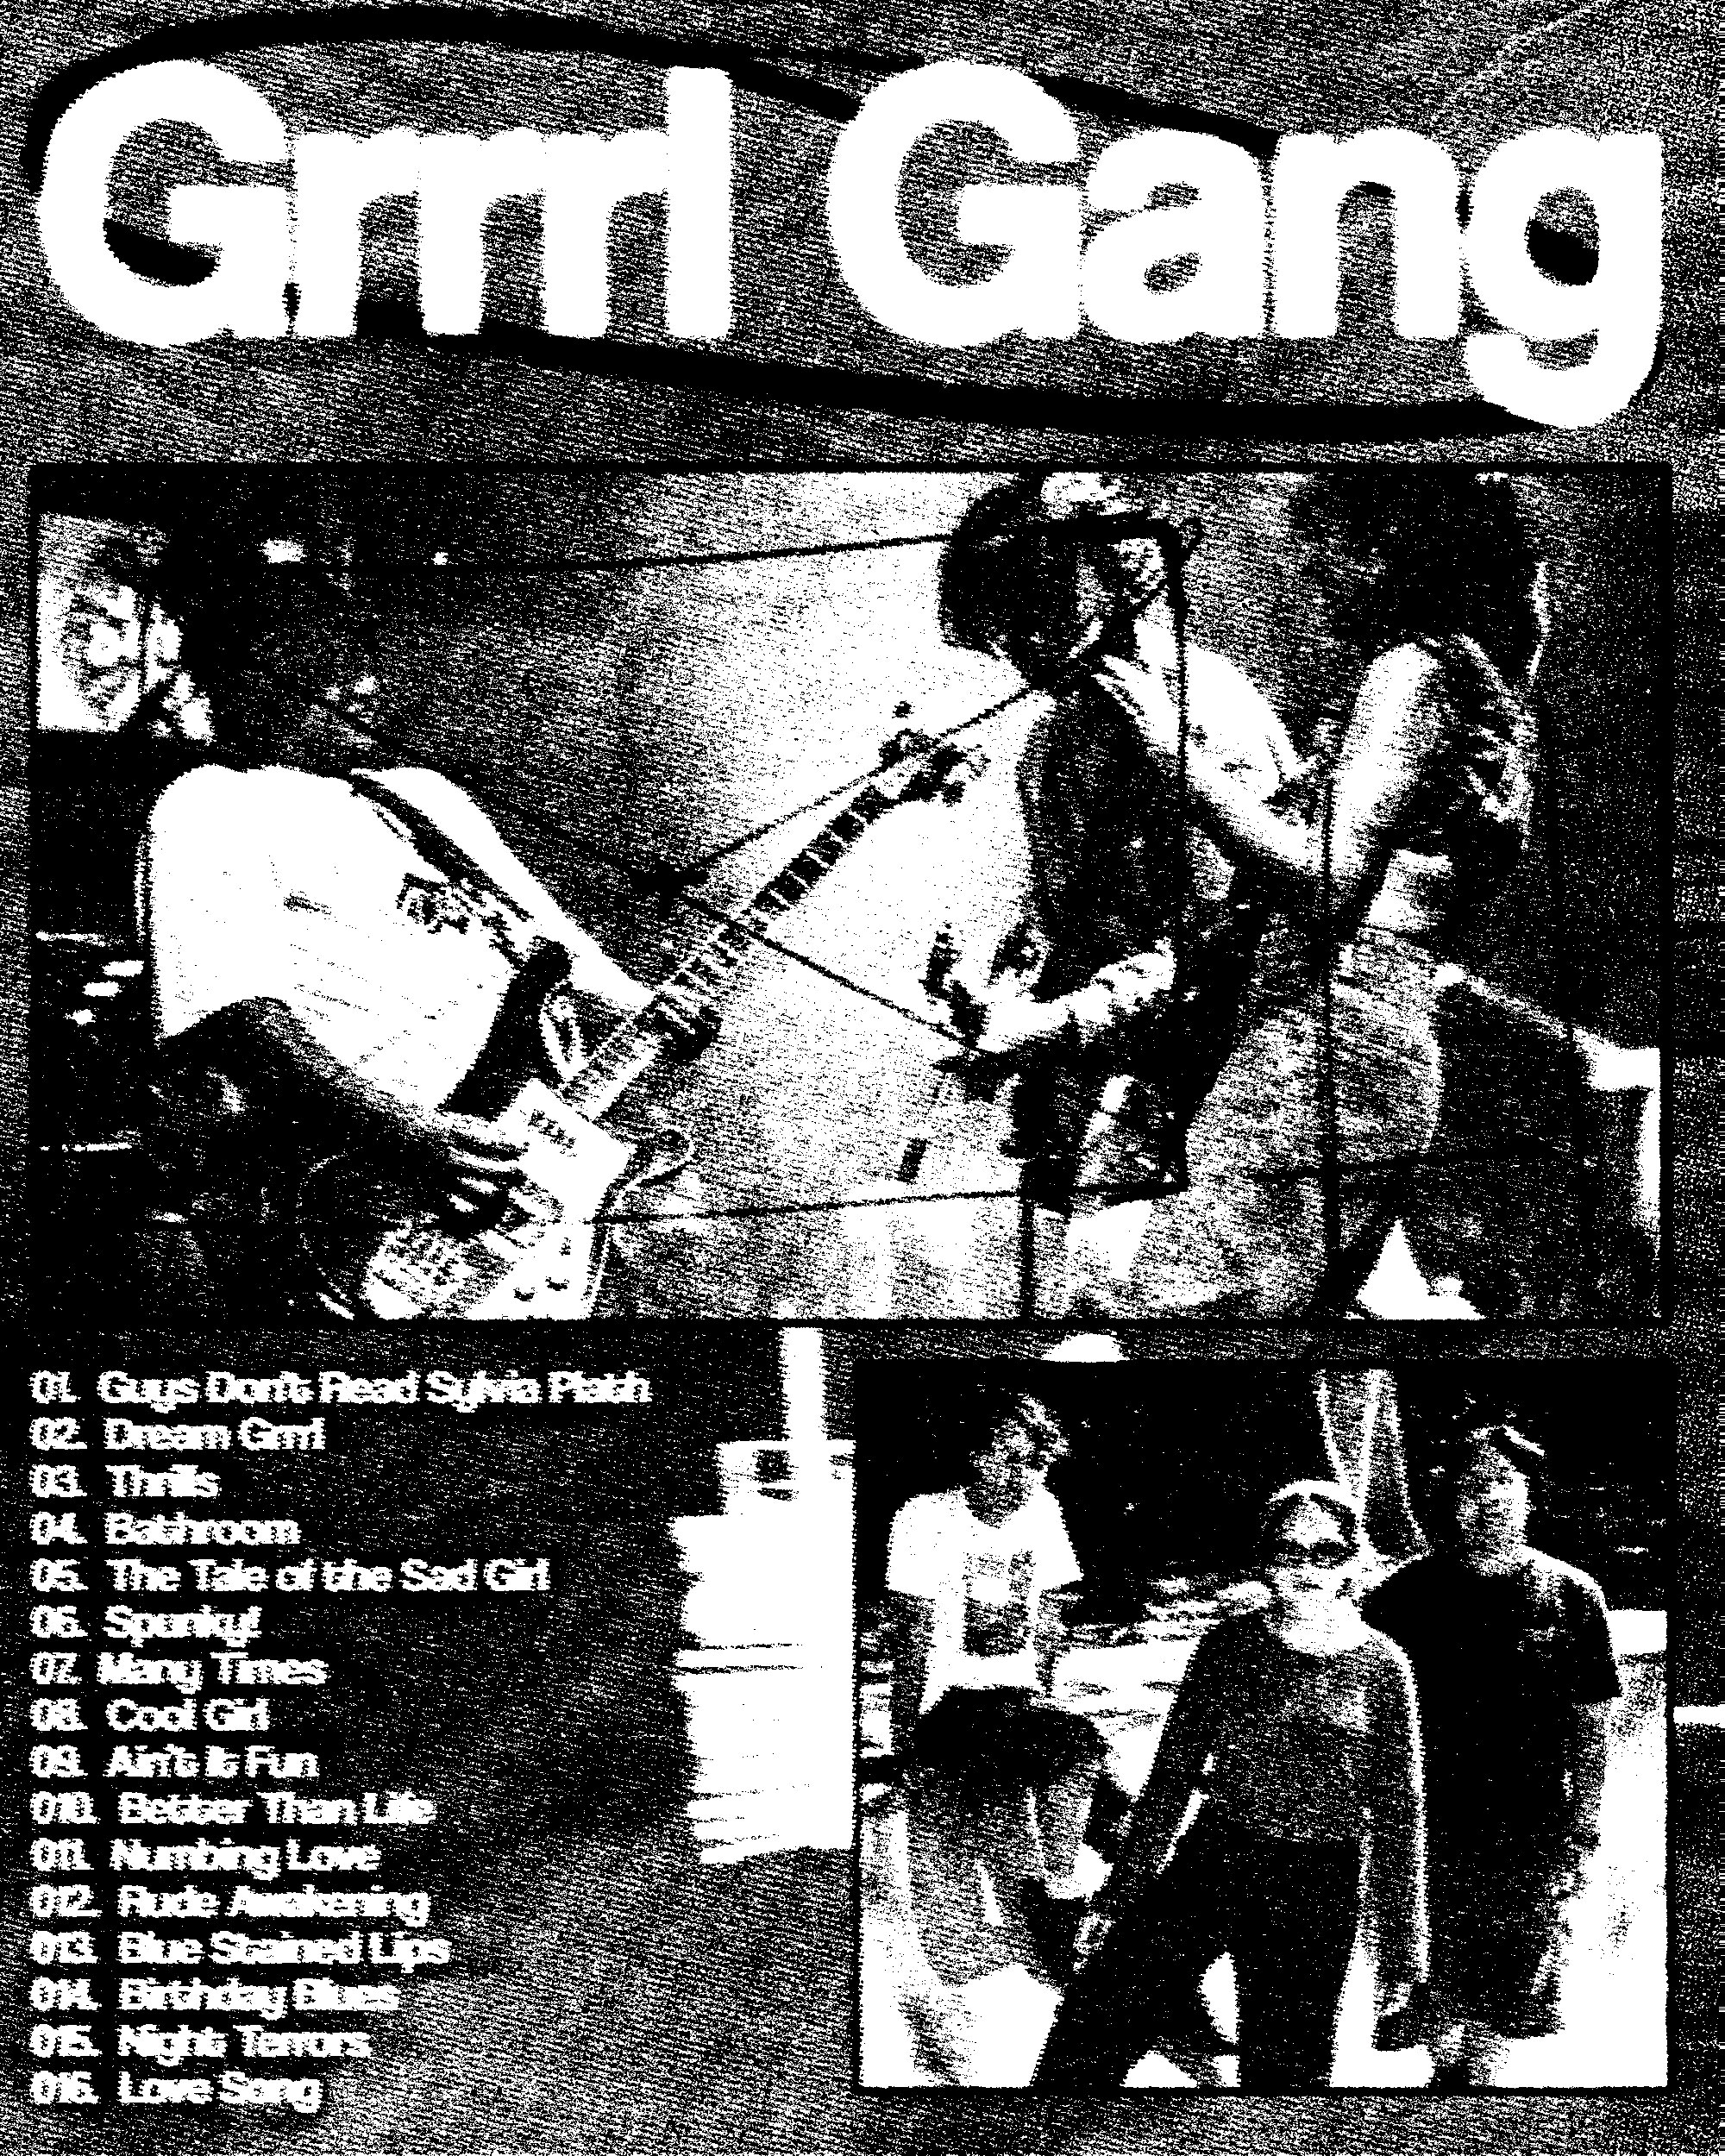 Grrrl Gang
01. Guys Don't Read Sylvia Plath
02. Dream Grrrl
03. Thrills
04. Bathroom
05. The Tale of the Sad Girl
06. Spunky!
07. Many Times
08. Cool Girl
09. Ain't It Fun
010. Better Than Life
011. Numbing Love
012. Rude Awakening
013. Blue Stained Lips
014. Birthday Blues
015. Night Terrors
016. Love Song